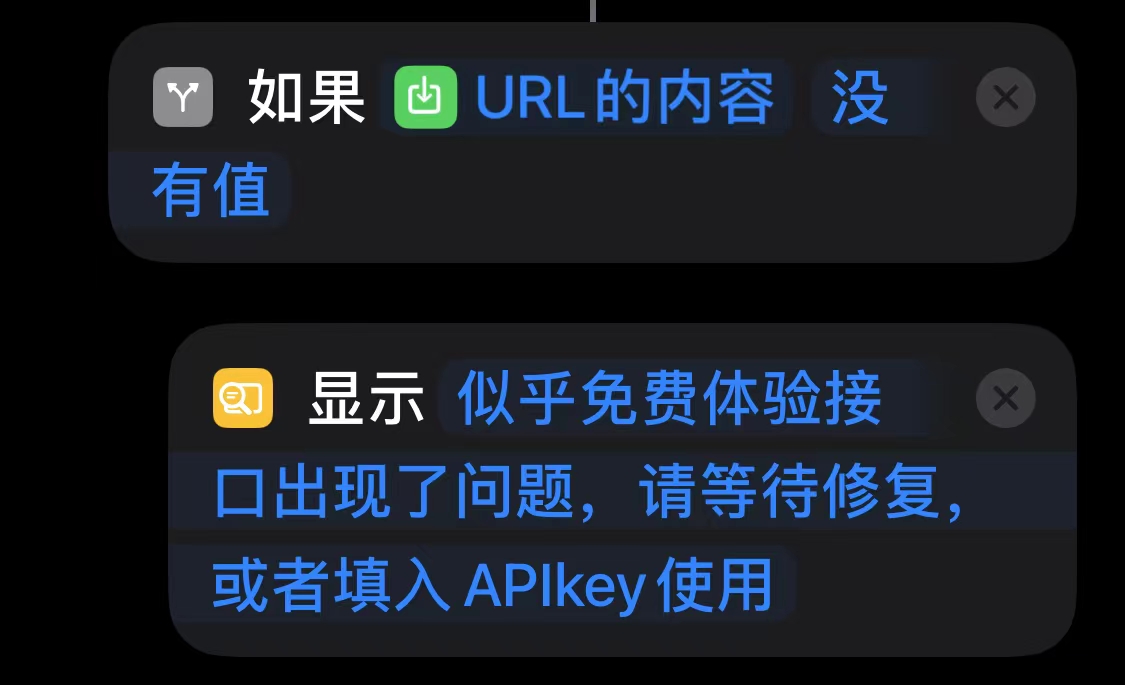 如果 URL的内容 没
有值
显示 似乎免费体验接
口出现了问题，请等待修复，
或者填入 APIkey使用